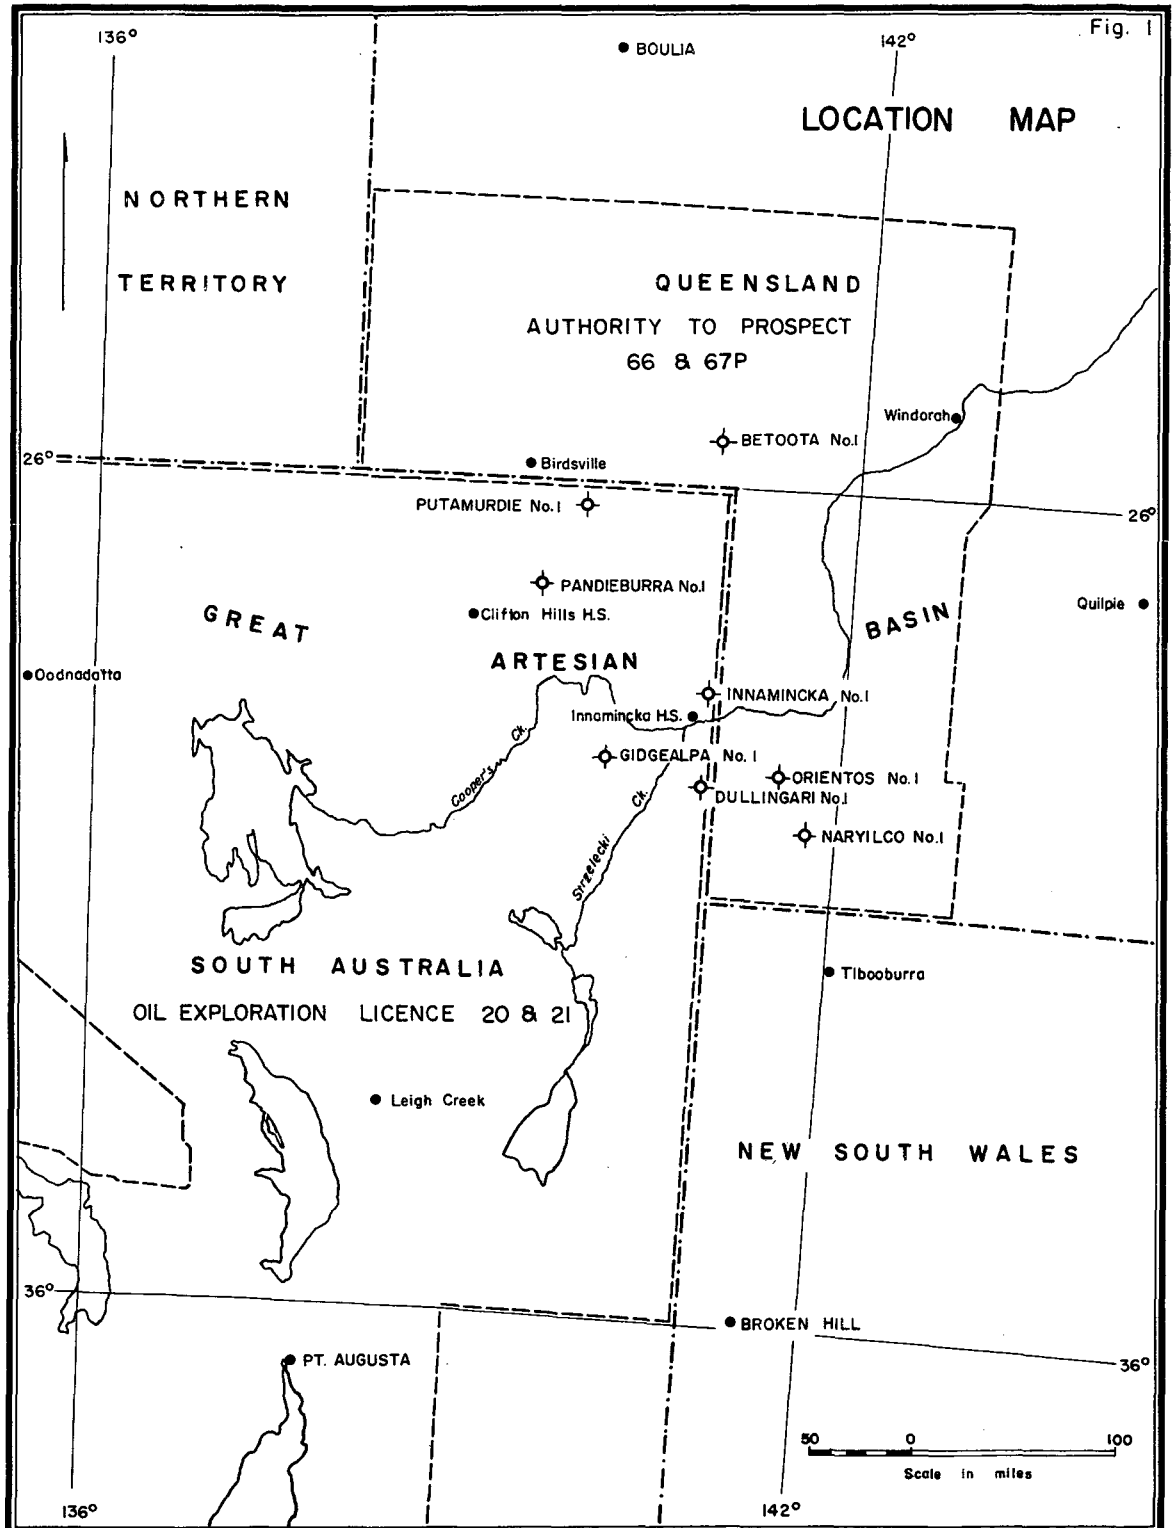 Fig. 1
136°
142°
BOULIA
LOCATION MAP
NORTHERN
TERRITORY
QUEENSLAND
AUTHORITY TO PROSPECT
66 & 67P
Windorah
BETOOTA No.1
26°
Birdsville
PUTAMURDIE No.1
26°
PANDIEBURRA No.1
Quilpie
Clifton Hills H.S.
GREAT
BASIN
ARTESIAN
Oodnadatta
INNAMINCKA No.1
Innamincka H.S.
Cooper's Ck.
GIDGEALPA No. 1
ORIENTOS No. 1
DULLINGARI No.1
Strzelecki Ck.
NARYILCO No.1
SOUTH AUSTRALIA
Tibooburra
OIL EXPLORATION LICENCE 20 & 21
Leigh Creek
NEW SOUTH WALES
36°
BROKEN HILL
PT. AUGUSTA
36°
50 0 100
Scale in miles
136°
142°